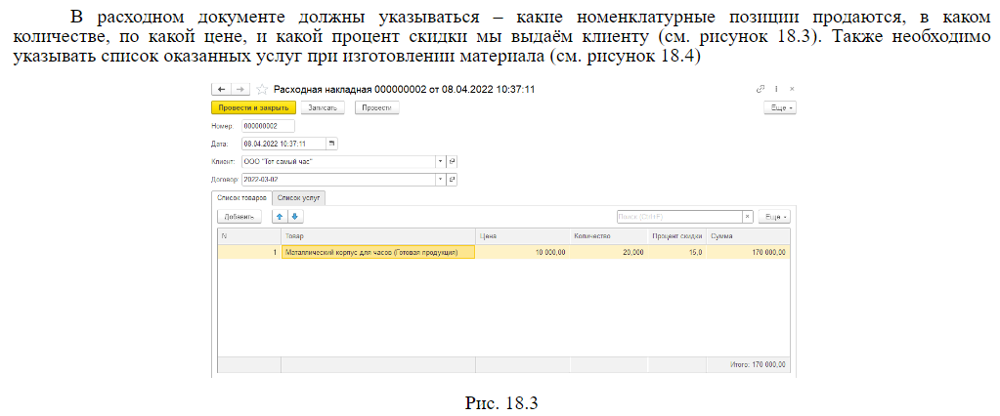 В расходном документе должны указываться – какие номенклатурные позиции продаются, в каком
количестве, по какой цене, и какой процент скидки мы выдаём клиенту (см. рисунок 18.3). Также необходимо
указывать список оказанных услуг при изготовлении материала (см. рисунок 18.4)
Расходная накладная 000000002 от 08.04.2022 10:37:11
Провести и закрыть Записать Провести Еще
Номер: 000000002
Дата: 08.04.2022 10:37:11
Клиент: ООО "Тот самый час"
Договор: 2022-03-02
Список товаров Список услуг
Добавить Поиск (Ctrl+F) × Еще
N Товар Цена Количество Процент скидки Сумма
1 Маталлический корпус для часов (Готовая продукция) 10 000,00 20,000 15,0 170 000,00
Итого: 170 000,00
Рис. 18.3